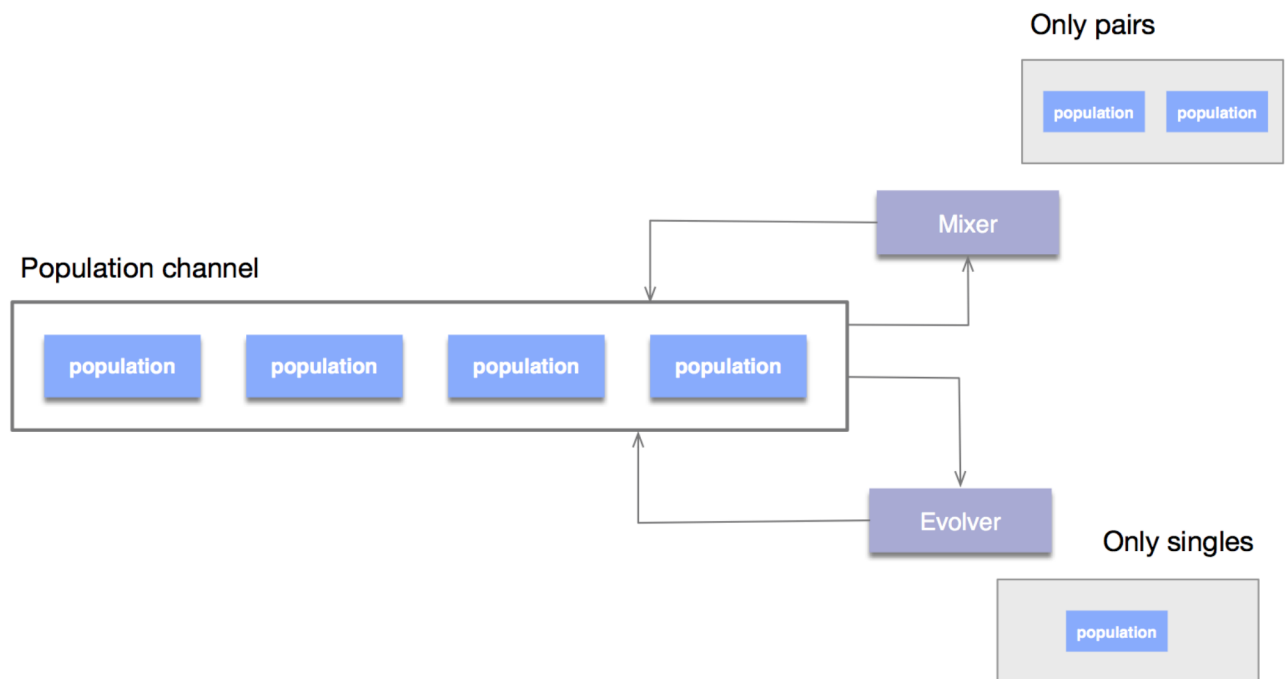 Only pairs
population population
Mixer
Population channel
population population population population
Evolver
Only singles
population